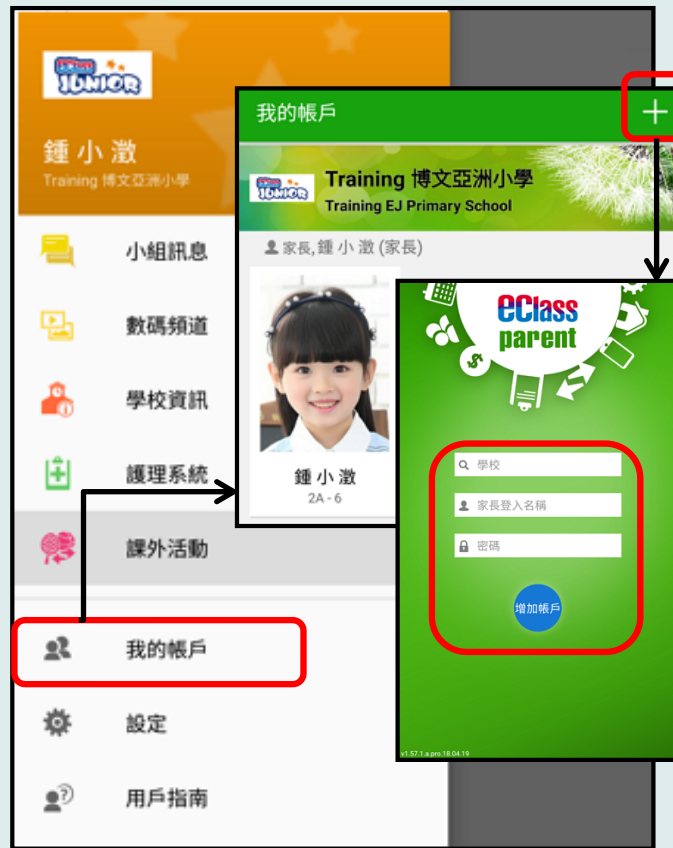 eClass
JUNIOR
鍾 小 澂
Training 博文亞洲小學
小組訊息
數碼頻道
學校資訊
護理系統
課外活動
我的帳戶
設定
用戶指南
我的帳戶
JUNIOR
Training 博文亞洲小學
Training EJ Primary School
家長,鍾 小 澂 (家長)
鍾 小 澂
2A - 6
eClass
parent
學校
家長登入名稱
密碼
增加帳戶
v1.57.1.a.pro.18.04.19